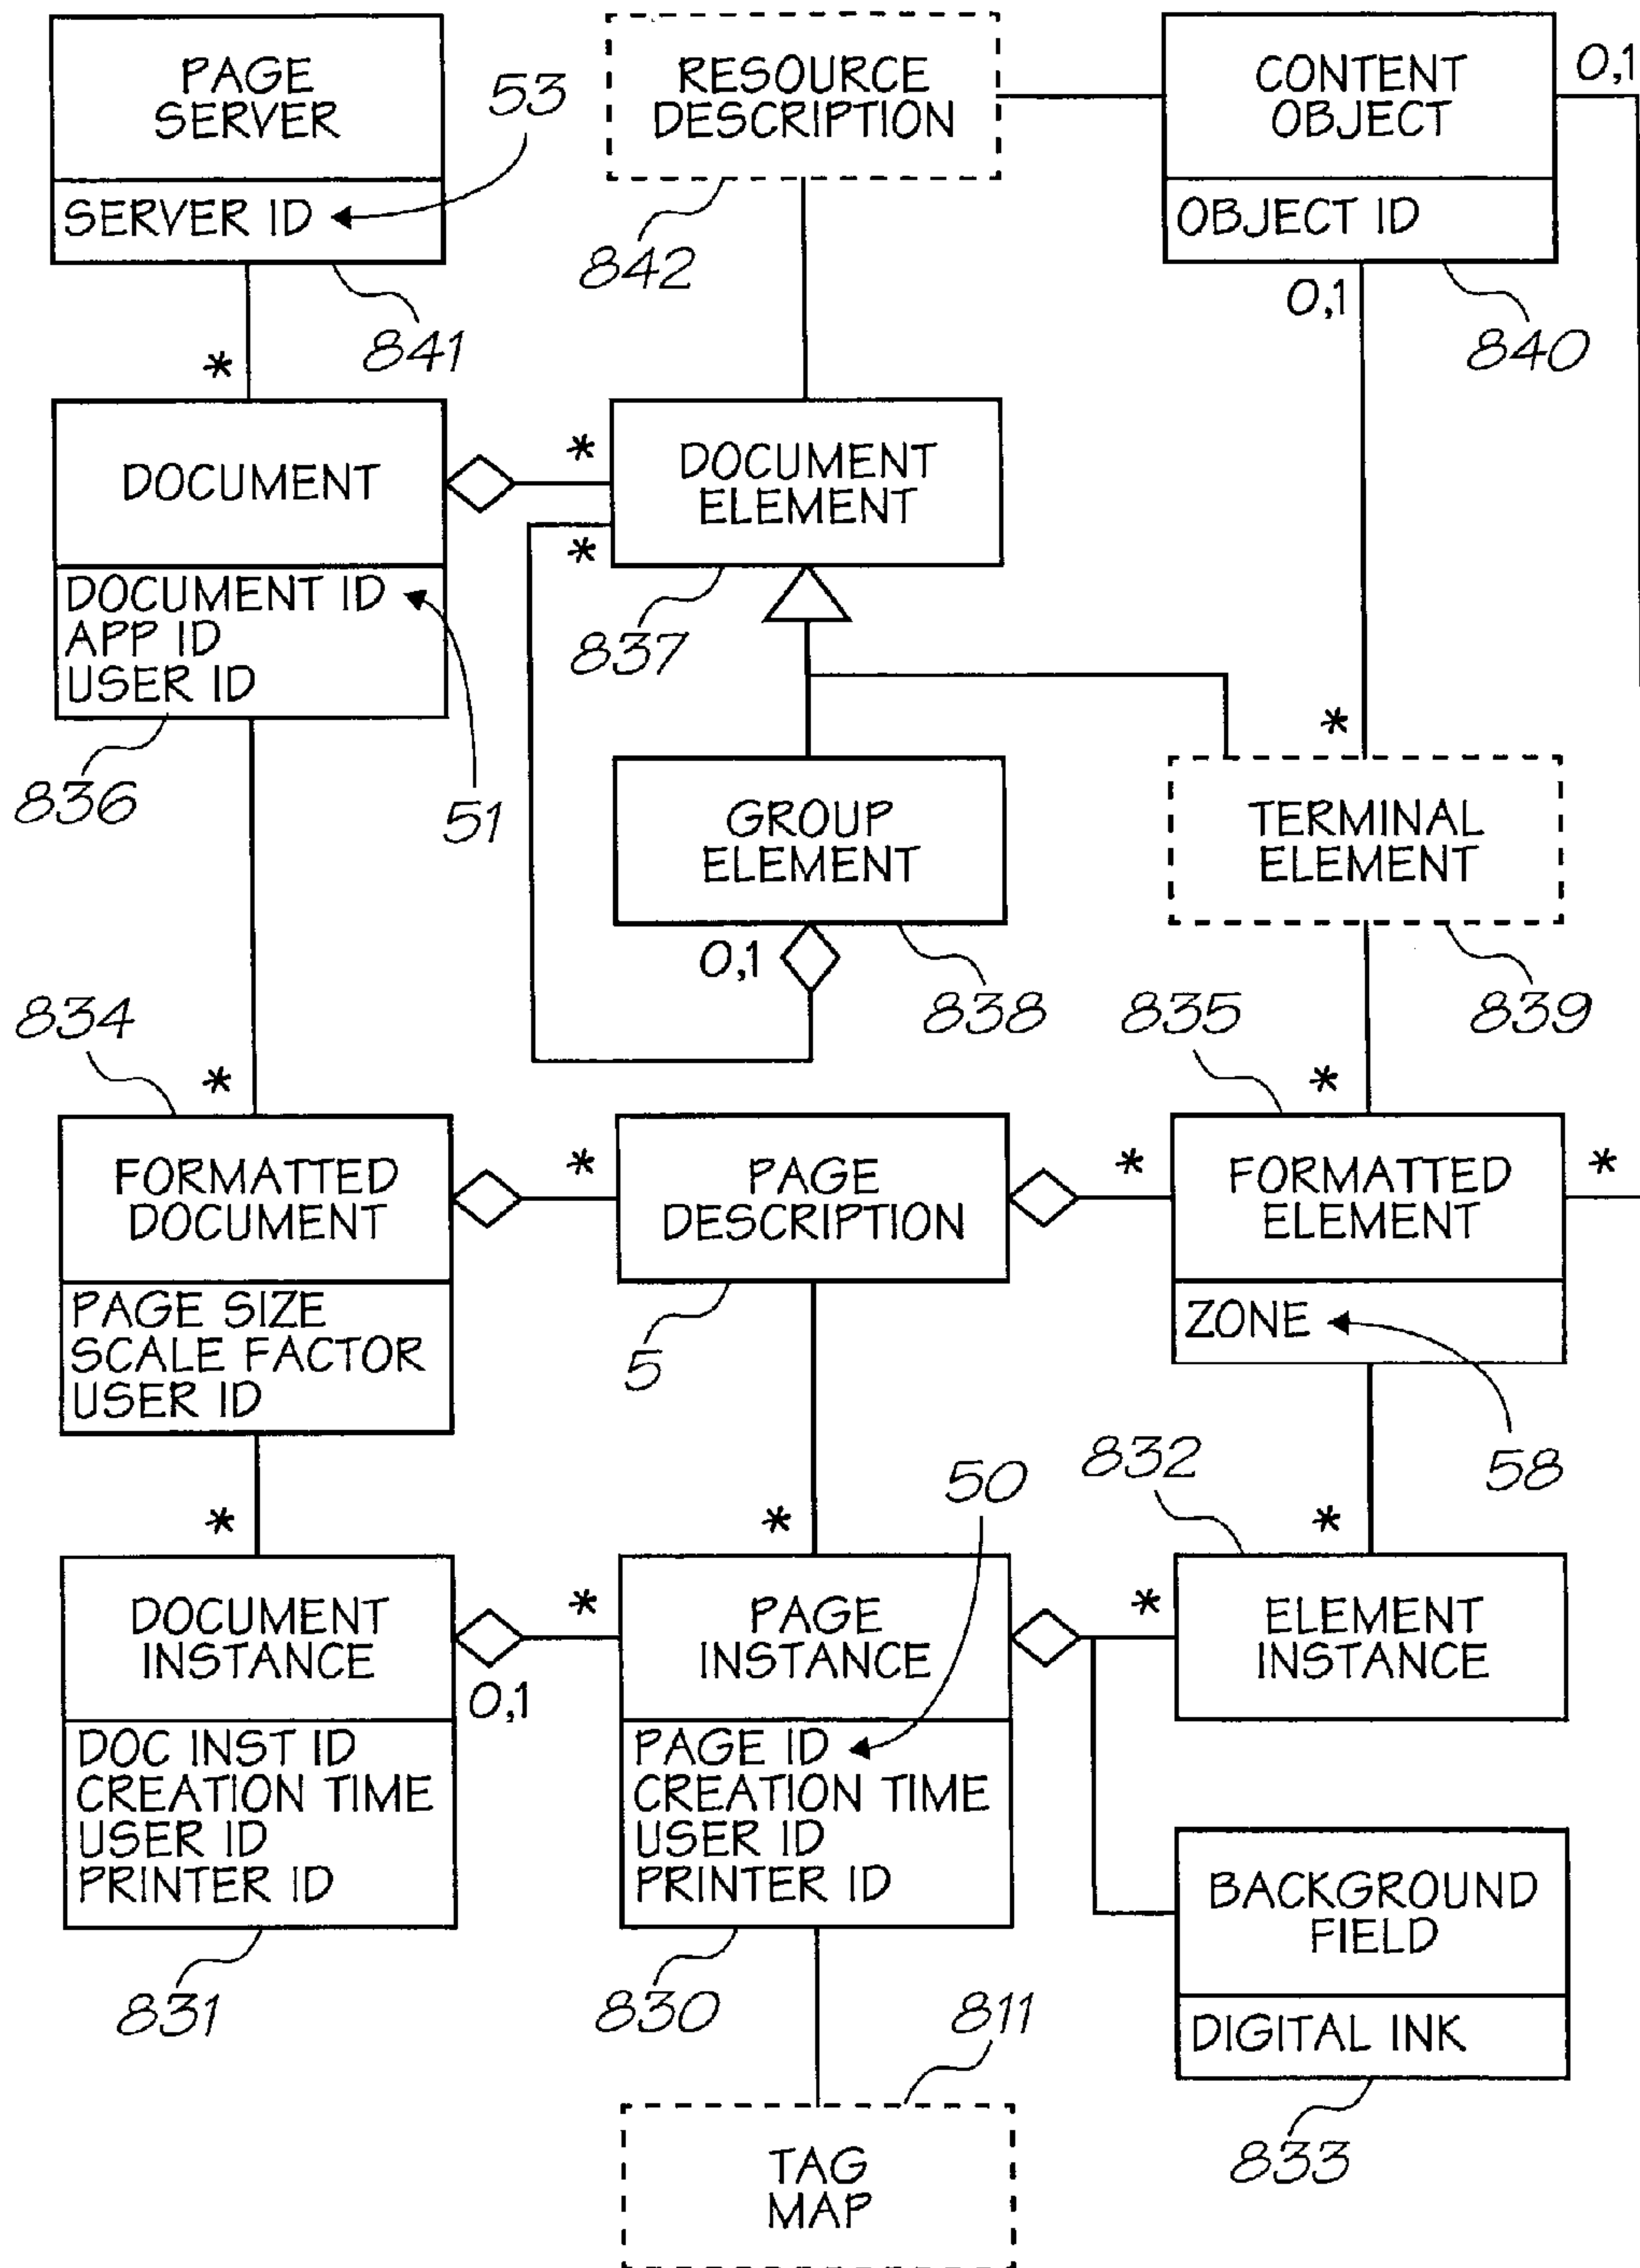 PAGE
SERVER
SERVER ID
53
841
RESOURCE
DESCRIPTION
842
CONTENT
OBJECT
OBJECT ID
840
0,1
0,1
*
DOCUMENT
DOCUMENT ID
APP ID
USER ID
836
51
*
*
DOCUMENT
ELEMENT
837
GROUP
ELEMENT
0,1
838
*
TERMINAL
ELEMENT
839
834
*
FORMATTED
DOCUMENT
PAGE SIZE
SCALE FACTOR
USER ID
*
PAGE
DESCRIPTION
5
835
*
*
FORMATTED
ELEMENT
*
ZONE
58
*
DOCUMENT
INSTANCE
0,1
DOC INST ID
CREATION TIME
USER ID
PRINTER ID
831
*
*
50
PAGE
INSTANCE
PAGE ID
CREATION TIME
USER ID
PRINTER ID
830
832
*
*
ELEMENT
INSTANCE
BACKGROUND
FIELD
DIGITAL INK
833
811
TAG
MAP